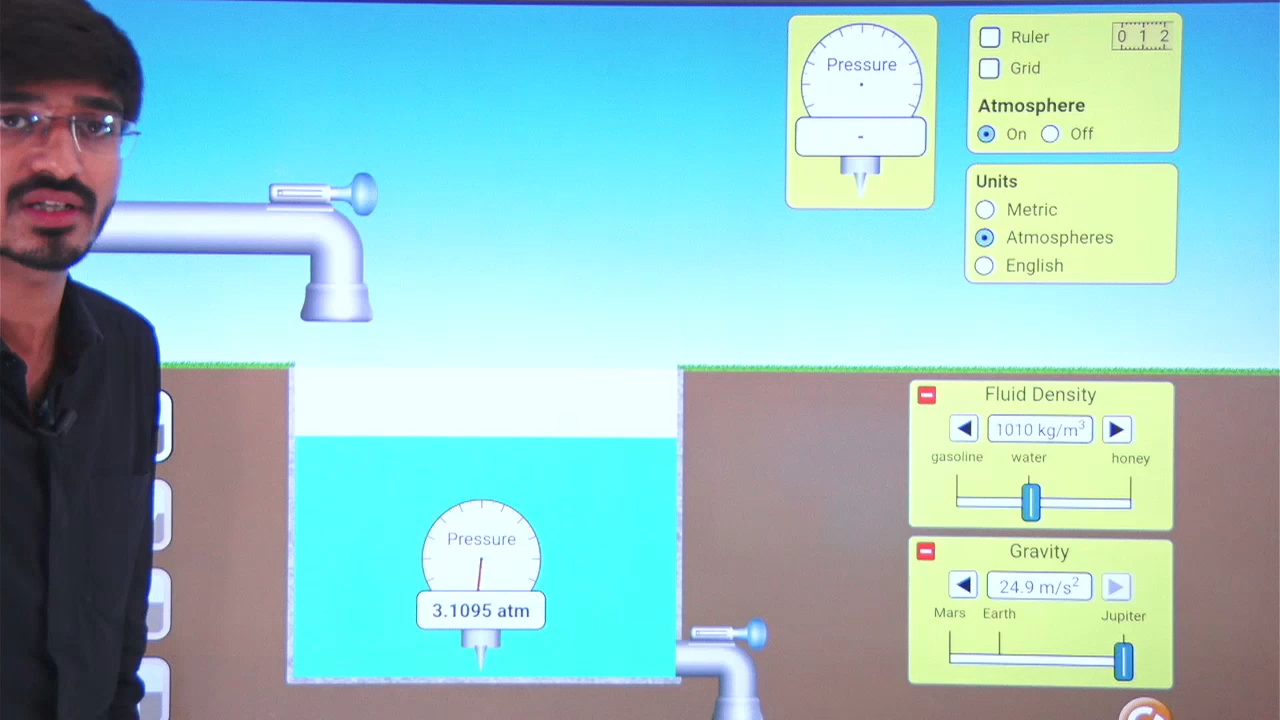 Pressure
-
Ruler
0 1 2
Grid
Atmosphere
On Off
Units
Metric
Atmospheres
English
Pressure
3.1095 atm
Fluid Density
1010 kg/m³
gasoline water honey
Gravity
24.9 m/s²
Mars Earth Jupiter